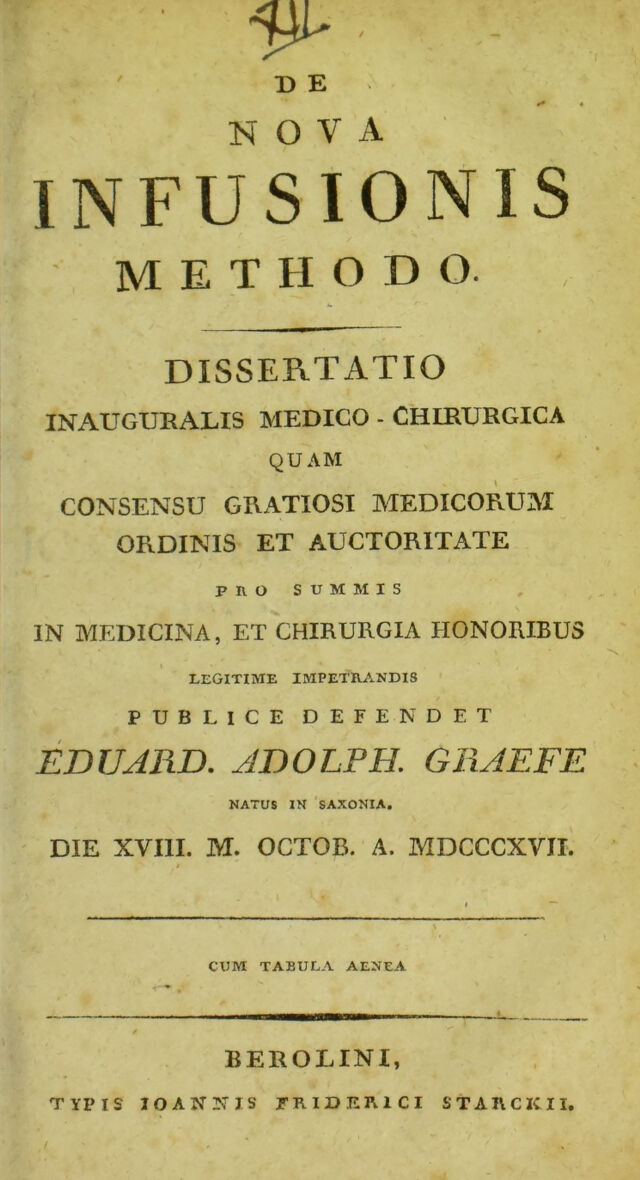 DE
NOVA
INFUSIONIS
METHODO.
DISSERTATIO
INAUGURALIS MEDICO - CHIRURGICA
QUAM
CONSENSU GRATIOSI MEDICORUM
ORDINIS ET AUCTORITATE
PRO SUMMIS
IN MEDICINA, ET CHIRURGIA HONORIBUS
LEGITIME IMPETRANDIS
PUBLICE DEFENDET
EDUARD. ADOLPH. GRAEFE
NATUS IN SAXONIA.
DIE XVIII. M. OCTOB. A. MDCCCXVII.
CUM TABULA AENEA
BEROLINI,
TYPIS IOANNIS FRIDERICI STARCKII.